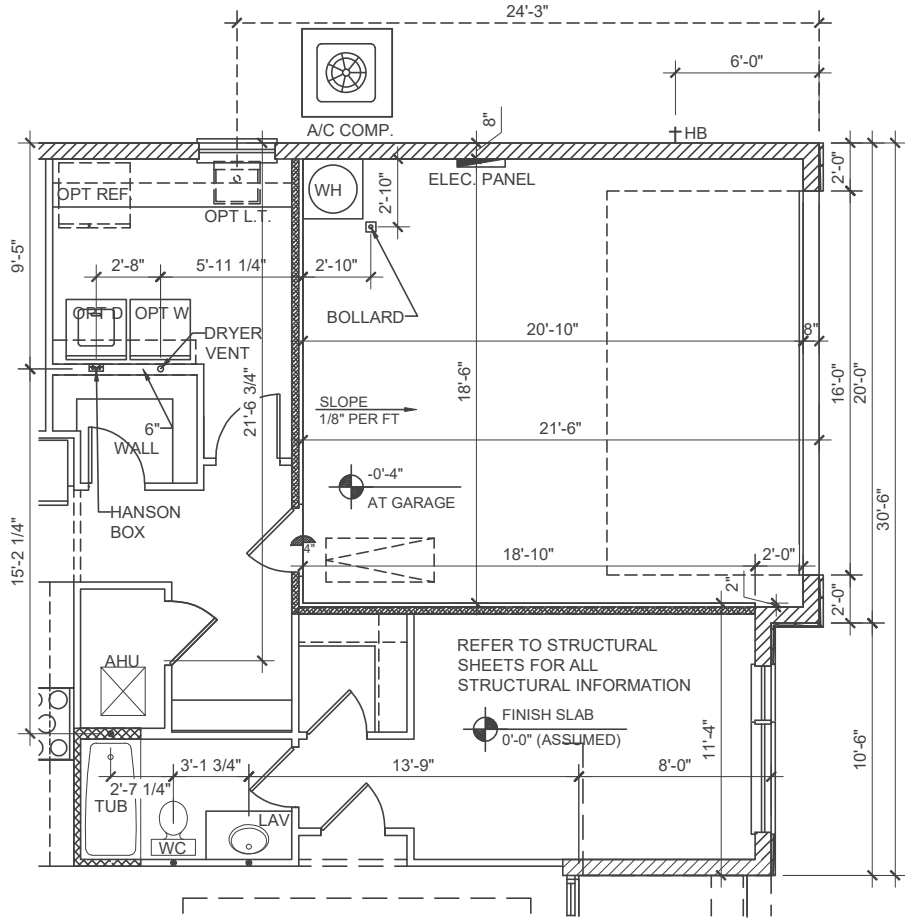 24'-3"
6'-0"
A/C COMP.
8"
HB
2'-0"
OPT REF
WH
ELEC. PANEL
2'-10"
OPT L.T.
9'-5"
2'-8"
5'-11 1/4"
2'-10"
OPT D
OPT W
BOLLARD
DRYER
VENT
20'-10"
8"
18'-6"
16'-0"
20'-0"
21'-6 3/4"
SLOPE
1/8" PER FT
21'-6"
6"
WALL
-0'-4"
AT GARAGE
HANSON
BOX
30'-6"
15'-2 1/4"
4"
18'-10"
2'-0"
2"
2'-0"
REFER TO STRUCTURAL
SHEETS FOR ALL
STRUCTURAL INFORMATION
AHU
FINISH SLAB
0'-0" (ASSUMED)
11'-4"
10'-6"
3'-1 3/4"
13'-9"
8'-0"
2'-7 1/4"
TUB
LAV
WC